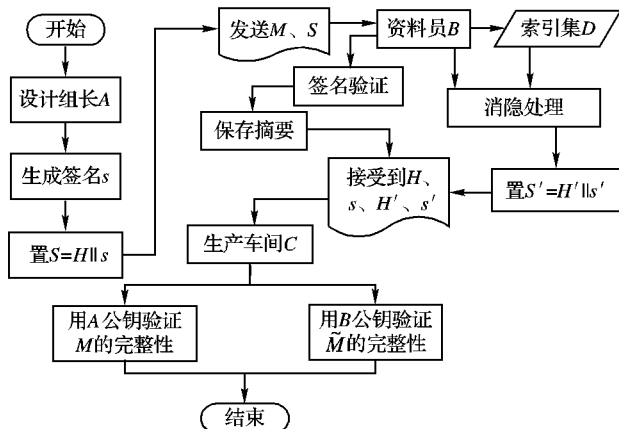 开始
设计组长A
生成签名s
置S=H‖s
发送M、S
资料员B
索引集D
签名验证
保存摘要
消隐处理
置S′=H′‖s′
接受到H、
s、H′、s′
生产车间C
用A公钥验证
M的完整性
用B公钥验证
M̃的完整性
结束